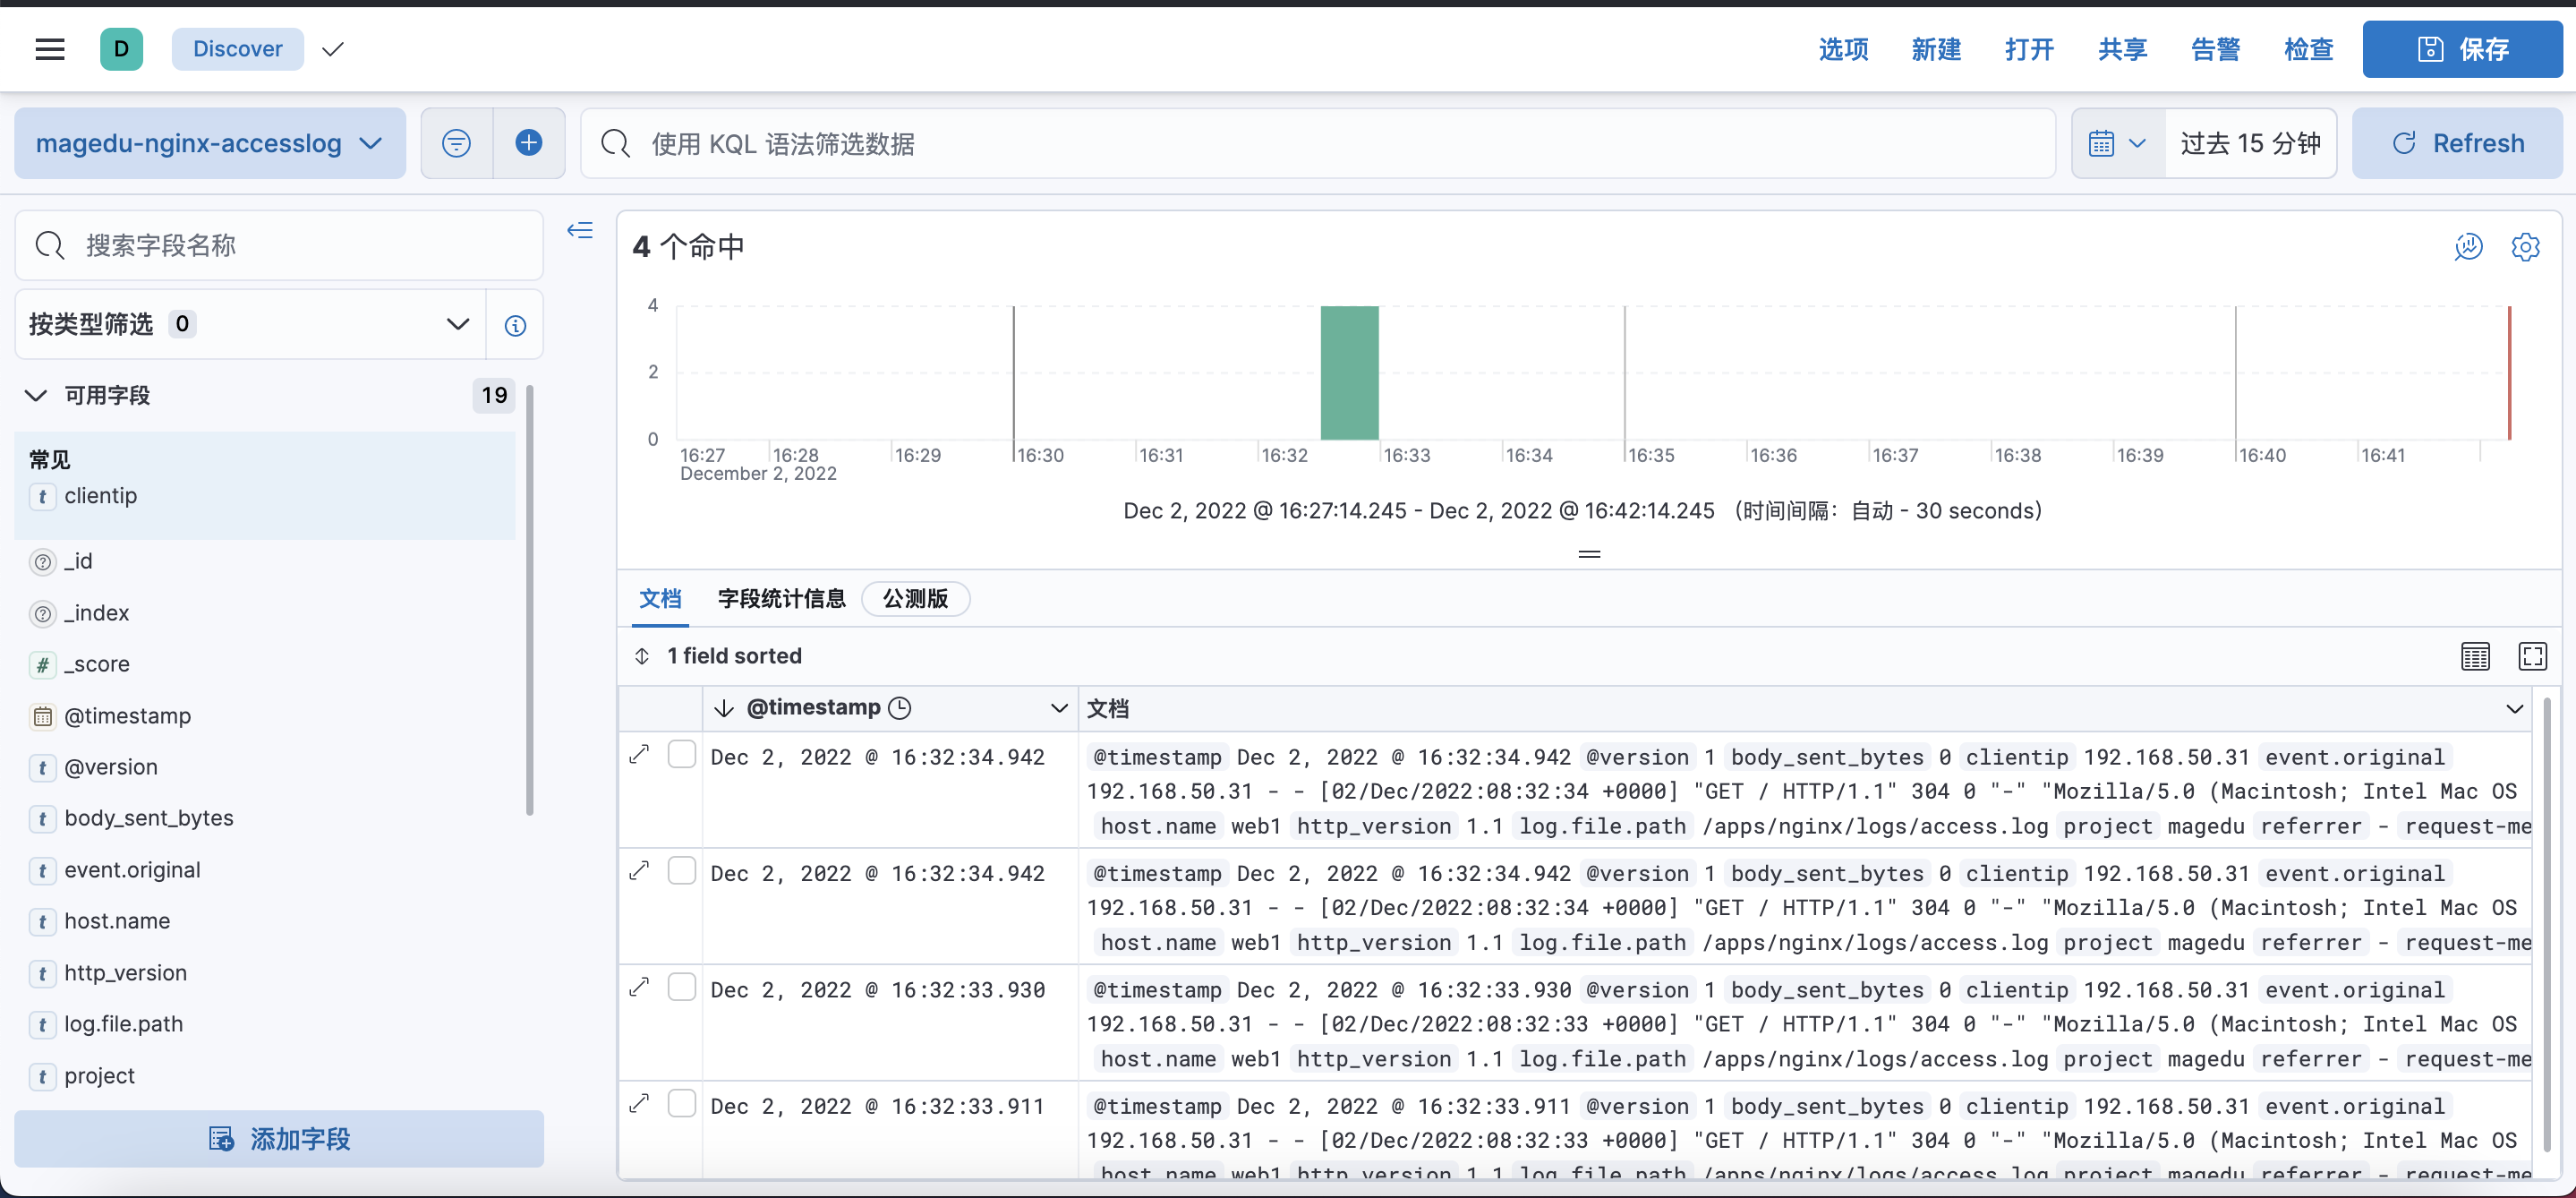 D Discover 选项 新建 打开 共享 告警 检查 保存
magedu-nginx-accesslog 使用 KQL 语法筛选数据 过去 15 分钟 Refresh
搜索字段名称
按类型筛选 0
可用字段 19
常见
t clientip
_id
_index
# _score
@timestamp
t @version
t body_sent_bytes
t event.original
t host.name
t http_version
t log.file.path
t project
添加字段
4 个命中
4
2
0
16:27 16:28 16:29 16:30 16:31 16:32 16:33 16:34 16:35 16:36 16:37 16:38 16:39 16:40 16:41
December 2, 2022
Dec 2, 2022 @ 16:27:14.245 - Dec 2, 2022 @ 16:42:14.245 （时间间隔：自动 - 30 seconds）
文档 字段统计信息 公测版
1 field sorted
@timestamp 文档
Dec 2, 2022 @ 16:32:34.942 @timestamp Dec 2, 2022 @ 16:32:34.942 @version 1 body_sent_bytes 0 clientip 192.168.50.31 event.original
192.168.50.31 - - [02/Dec/2022:08:32:34 +0000] "GET / HTTP/1.1" 304 0 "-" "Mozilla/5.0 (Macintosh; Intel Mac OS
host.name web1 http_version 1.1 log.file.path /apps/nginx/logs/access.log project magedu referrer - request-me
Dec 2, 2022 @ 16:32:34.942 @timestamp Dec 2, 2022 @ 16:32:34.942 @version 1 body_sent_bytes 0 clientip 192.168.50.31 event.original
192.168.50.31 - - [02/Dec/2022:08:32:34 +0000] "GET / HTTP/1.1" 304 0 "-" "Mozilla/5.0 (Macintosh; Intel Mac OS
host.name web1 http_version 1.1 log.file.path /apps/nginx/logs/access.log project magedu referrer - request-me
Dec 2, 2022 @ 16:32:33.930 @timestamp Dec 2, 2022 @ 16:32:33.930 @version 1 body_sent_bytes 0 clientip 192.168.50.31 event.original
192.168.50.31 - - [02/Dec/2022:08:32:33 +0000] "GET / HTTP/1.1" 304 0 "-" "Mozilla/5.0 (Macintosh; Intel Mac OS
host.name web1 http_version 1.1 log.file.path /apps/nginx/logs/access.log project magedu referrer - request-me
Dec 2, 2022 @ 16:32:33.911 @timestamp Dec 2, 2022 @ 16:32:33.911 @version 1 body_sent_bytes 0 clientip 192.168.50.31 event.original
192.168.50.31 - - [02/Dec/2022:08:32:33 +0000] "GET / HTTP/1.1" 304 0 "-" "Mozilla/5.0 (Macintosh; Intel Mac OS
host.name web1 http_version 1.1 log.file.path /apps/nginx/logs/access.log project magedu referrer - request-me